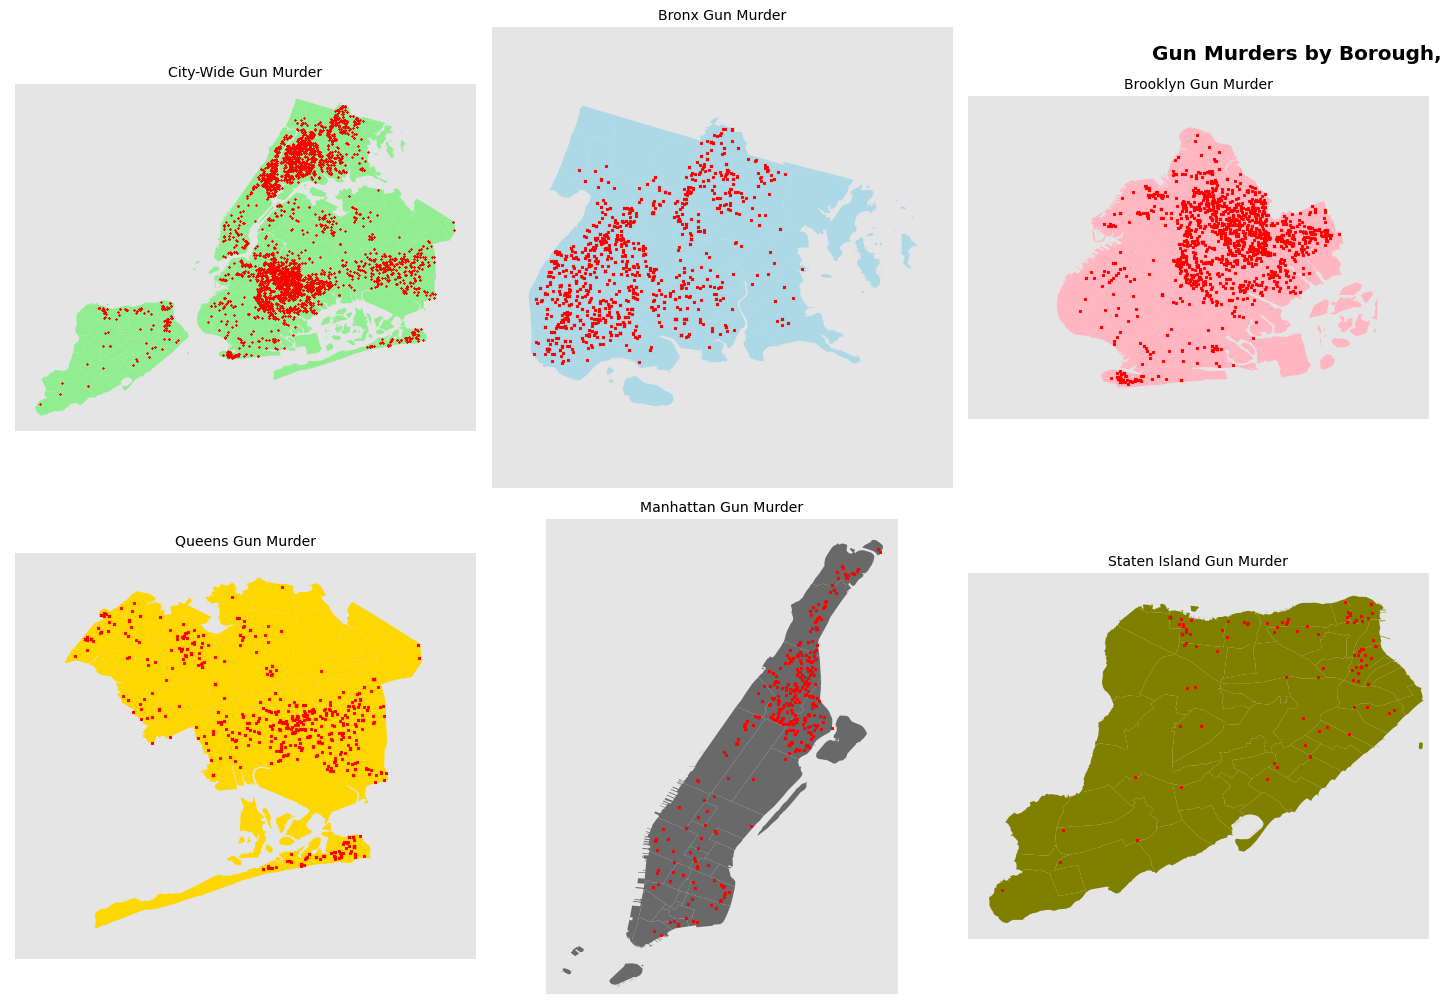 Bronx Gun Murder
Gun Murders by Borough,
City-Wide Gun Murder
Brooklyn Gun Murder
Manhattan Gun Murder
Queens Gun Murder
Staten Island Gun Murder